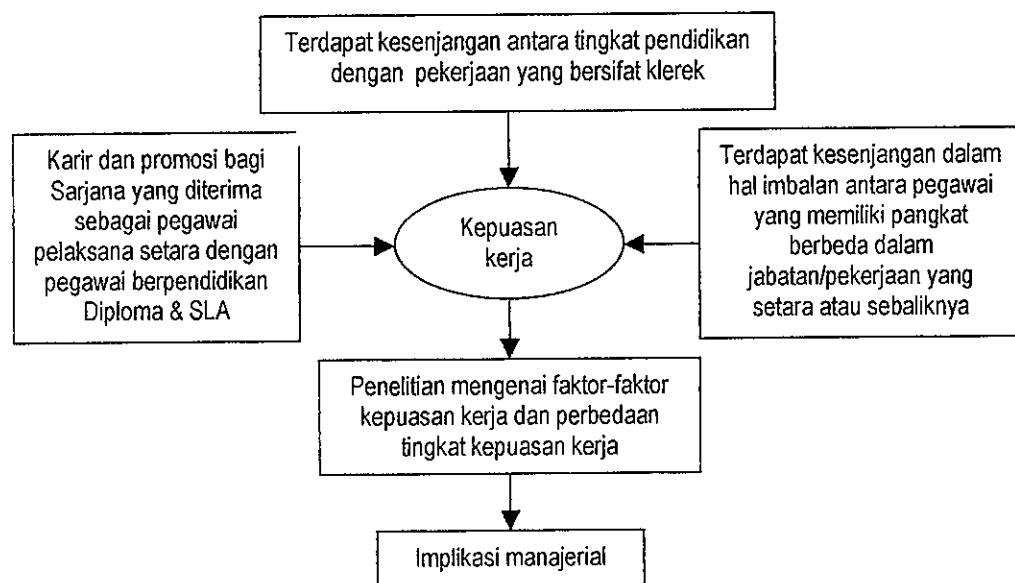 Terdapat kesenjangan antara tingkat pendidikan
dengan pekerjaan yang bersifat klerek
Karir dan promosi bagi
Sarjana yang diterima
sebagai pegawai
pelaksana setara dengan
pegawai berpendidikan
Diploma & SLA
Kepuasan
kerja
Terdapat kesenjangan dalam
hal imbalan antara pegawai
yang memiliki pangkat
berbeda dalam
jabatan/pekerjaan yang
setara atau sebaliknya
Penelitian mengenai faktor-faktor
kepuasan kerja dan perbedaan
tingkat kepuasan kerja
Implikasi manajerial